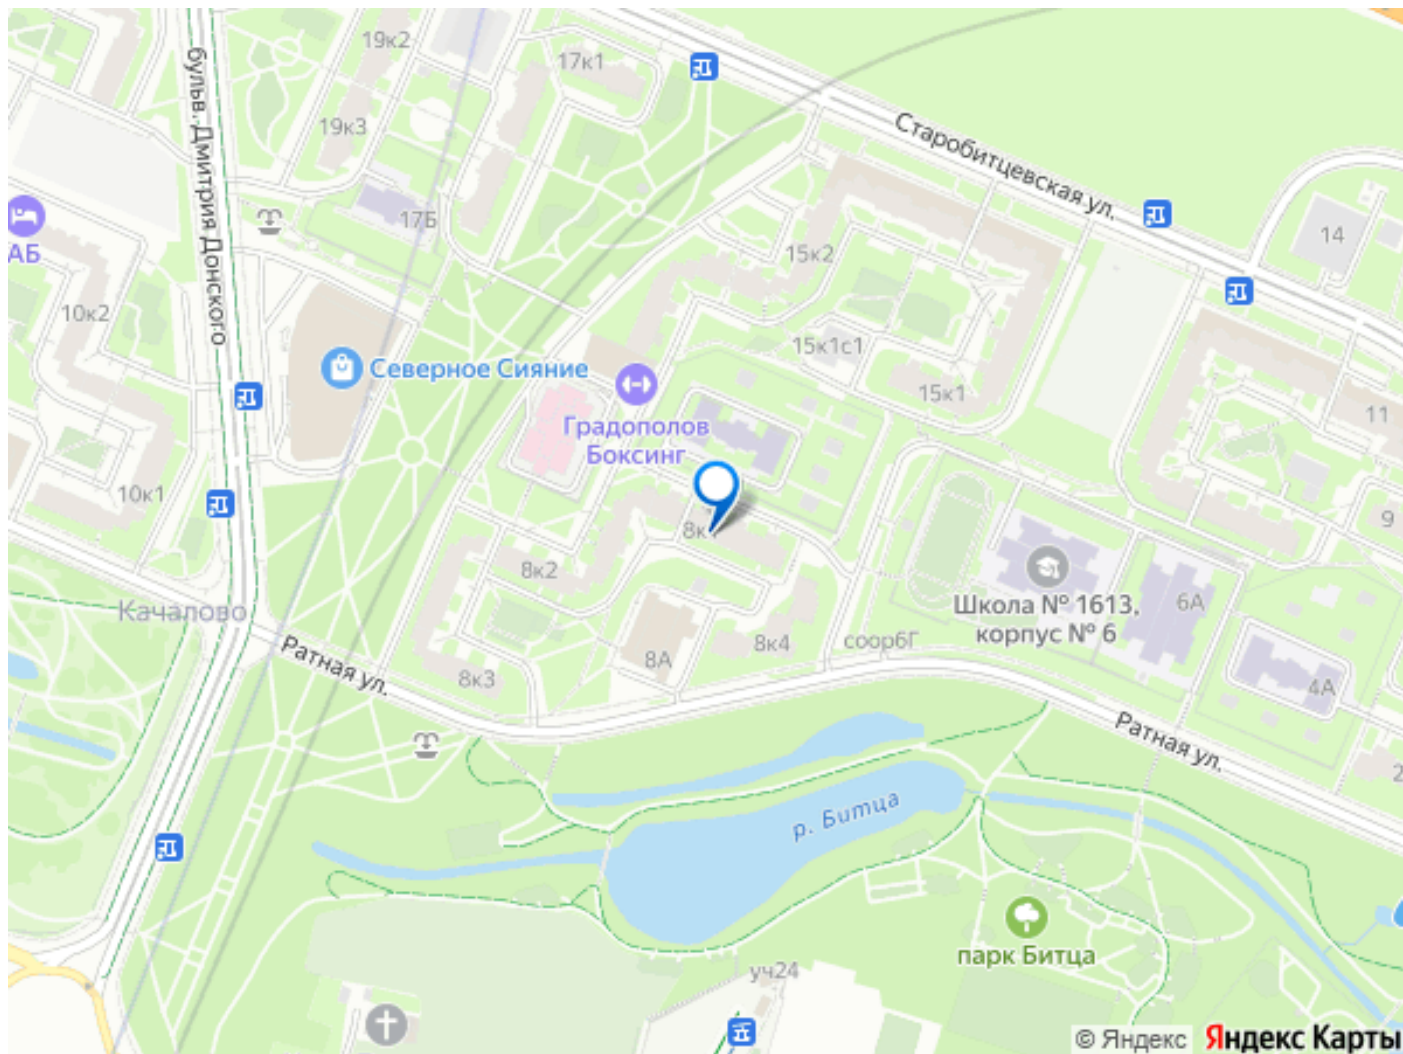 19к2
17к1
бульв. Дмитрия Донского
19к3
Старобитцевская ул.
17Б
АБ
15к2
14
10к2
15к1с1
Северное Сияние
15к1
11
Градополов
Боксинг
10к1
9
8к
8к2
Школа № 1613,
корпус № 6
6А
Качалово
Ратная ул.
8А
8к4
соор6Г
8к3
4А
Ратная ул.
2
р. Битца
парк Битца
уч24
© Яндекс Яндекс Карты